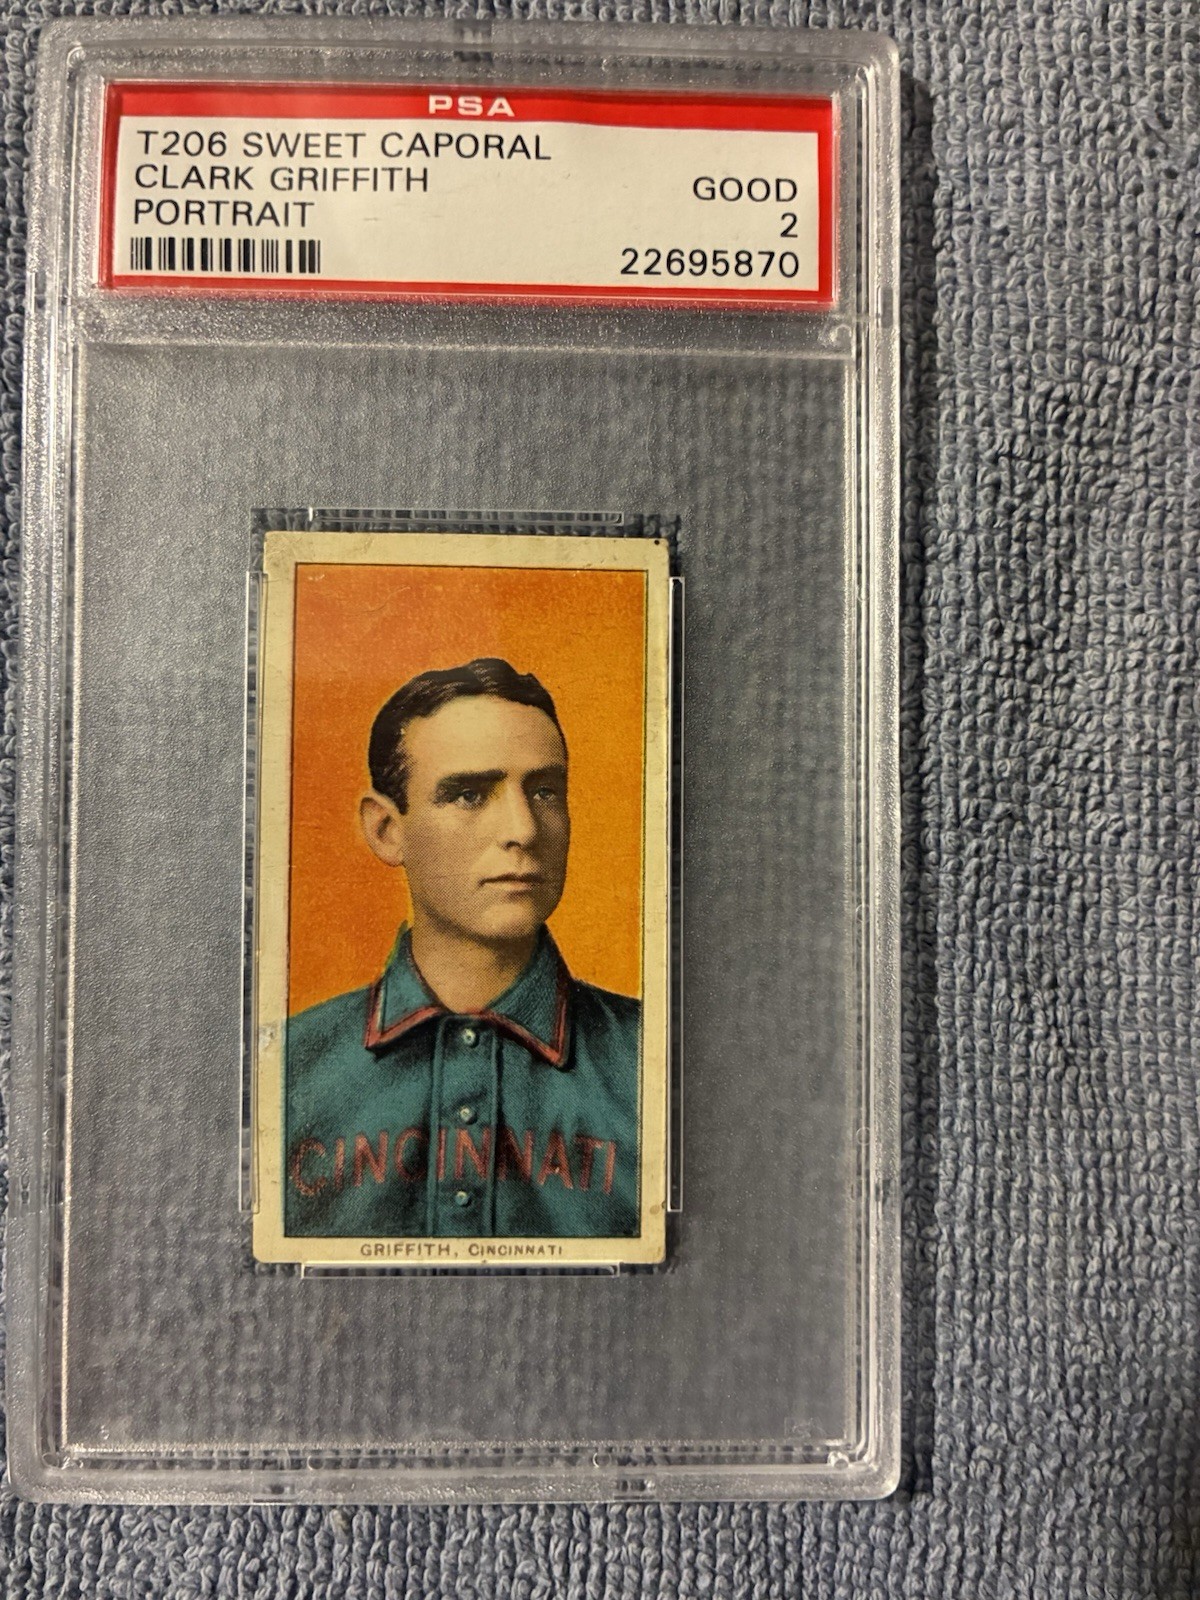 PSA
T206 SWEET CAPORAL
CLARK GRIFFITH
PORTRAIT
GOOD
2
22695870
CINCINNATI
GRIFFITH, CINCINNATI